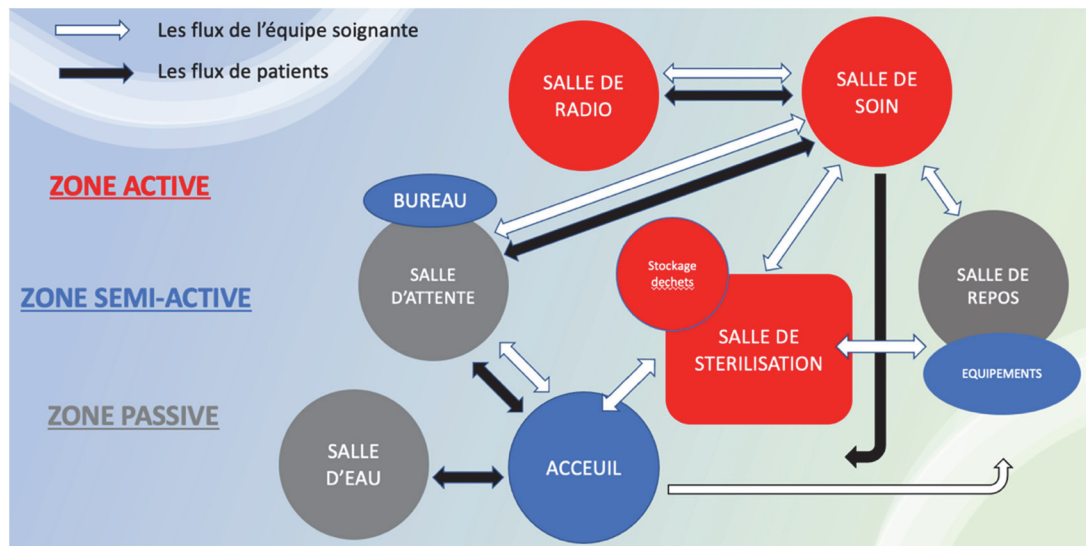 Les flux de l'équipe soignante
Les flux de patients
SALLE DE
RADIO
SALLE DE
SOIN
ZONE ACTIVE
BUREAU
SALLE
D'ATTENTE
Stockage
dechets
SALLE DE
REPOS
ZONE SEMI-ACTIVE
SALLE DE
STERILISATION
EQUIPEMENTS
ZONE PASSIVE
SALLE
D'EAU
ACCEUIL